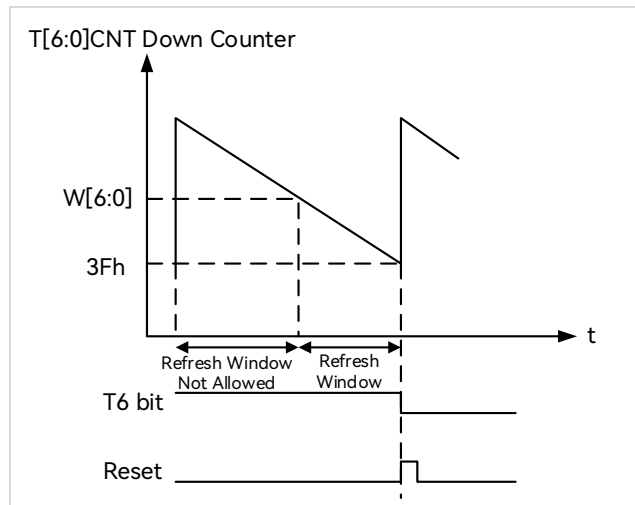 T[6:0]CNT Down Counter
W[6:0]
3Fh
t
Refresh Window
Not Allowed
Refresh
Window
T6 bit
Reset